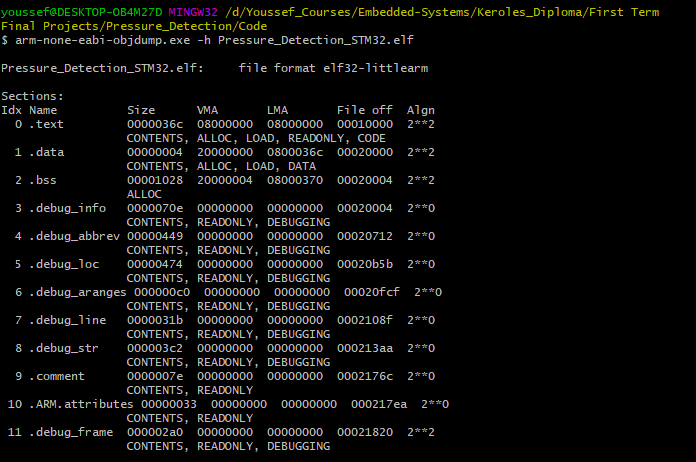 youssef@DESKTOP-OB4M27D MINGW32 /d/Youssef_Courses/Embedded-Systems/Keroles_Diploma/First Term
Final Projects/Pressure_Detection/Code
$ arm-none-eabi-objdump.exe -h Pressure_Detection_STM32.elf

Pressure_Detection_STM32.elf:     file format elf32-littlearm

Sections:
Idx Name          Size      VMA       LMA       File off  Algn
  0 .text         0000036c  08000000  08000000  00010000  2**2
                  CONTENTS, ALLOC, LOAD, READONLY, CODE
  1 .data         00000004  20000000  0800036c  00020000  2**2
                  CONTENTS, ALLOC, LOAD, DATA
  2 .bss          00001028  20000004  08000370  00020004  2**2
                  ALLOC
  3 .debug_info   0000070e  00000000  00000000  00020004  2**0
                  CONTENTS, READONLY, DEBUGGING
  4 .debug_abbrev 00000449  00000000  00000000  00020712  2**0
                  CONTENTS, READONLY, DEBUGGING
  5 .debug_loc    00000474  00000000  00000000  00020b5b  2**0
                  CONTENTS, READONLY, DEBUGGING
  6 .debug_aranges 000000c0  00000000  00000000  00020fcf  2**0
                  CONTENTS, READONLY, DEBUGGING
  7 .debug_line   0000031b  00000000  00000000  0002108f  2**0
                  CONTENTS, READONLY, DEBUGGING
  8 .debug_str    000003c2  00000000  00000000  000213aa  2**0
                  CONTENTS, READONLY, DEBUGGING
  9 .comment      0000007e  00000000  00000000  0002176c  2**0
                  CONTENTS, READONLY
 10 .ARM.attributes 00000033  00000000  00000000  000217ea  2**0
                  CONTENTS, READONLY
 11 .debug_frame  000002a0  00000000  00000000  00021820  2**2
                  CONTENTS, READONLY, DEBUGGING